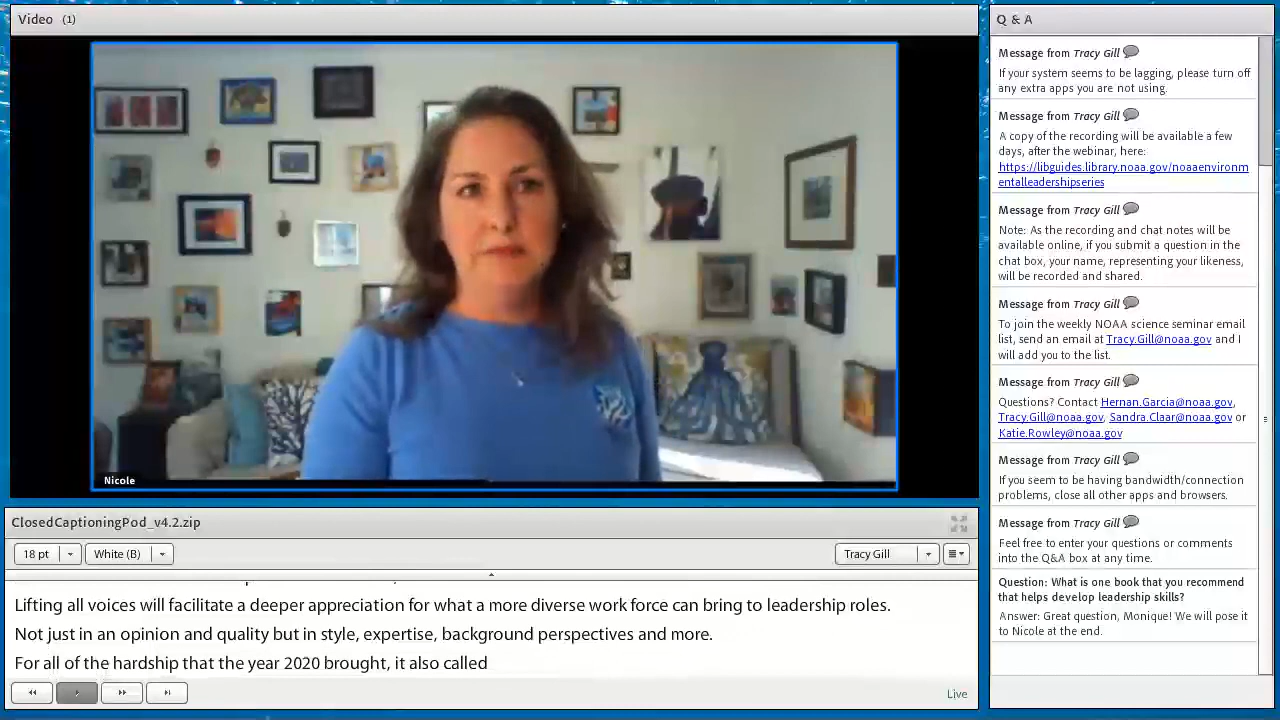 Video (1)
Nicole
ClosedCaptioningPod_v4.2.zip
18 pt
White (B)
Tracy Gill
Lifting all voices will facilitate a deeper appreciation for what a more diverse work force can bring to leadership roles.
Not just in an opinion and quality but in style, expertise, background perspectives and more.
For all of the hardship that the year 2020 brought, it also called
Live
Q & A
Message from Tracy Gill
If your system seems to be lagging, please turn off
any extra apps you are not using.
Message from Tracy Gill
A copy of the recording will be available a few
days, after the webinar, here:
https://libguides.library.noaa.gov/noaaenvironm
entalleadershipseries
Message from Tracy Gill
Note: As the recording and chat notes will be
available online, if you submit a question in the
chat box, your name, representing your likeness,
will be recorded and shared.
Message from Tracy Gill
To join the weekly NOAA science seminar email
list, send an email at Tracy.Gill@noaa.gov and I
will add you to the list.
Message from Tracy Gill
Questions? Contact Hernan.Garcia@noaa.gov,
Tracy.Gill@noaa.gov, Sandra.Claar@noaa.gov or
Katie.Rowley@noaa.gov
Message from Tracy Gill
If you seem to be having bandwidth/connection
problems, close all other apps and browsers.
Message from Tracy Gill
Feel free to enter your questions or comments
into the Q&A box at any time.
Question: What is one book that you recommend
that helps develop leadership skills?
Answer: Great question, Monique! We will pose it
to Nicole at the end.